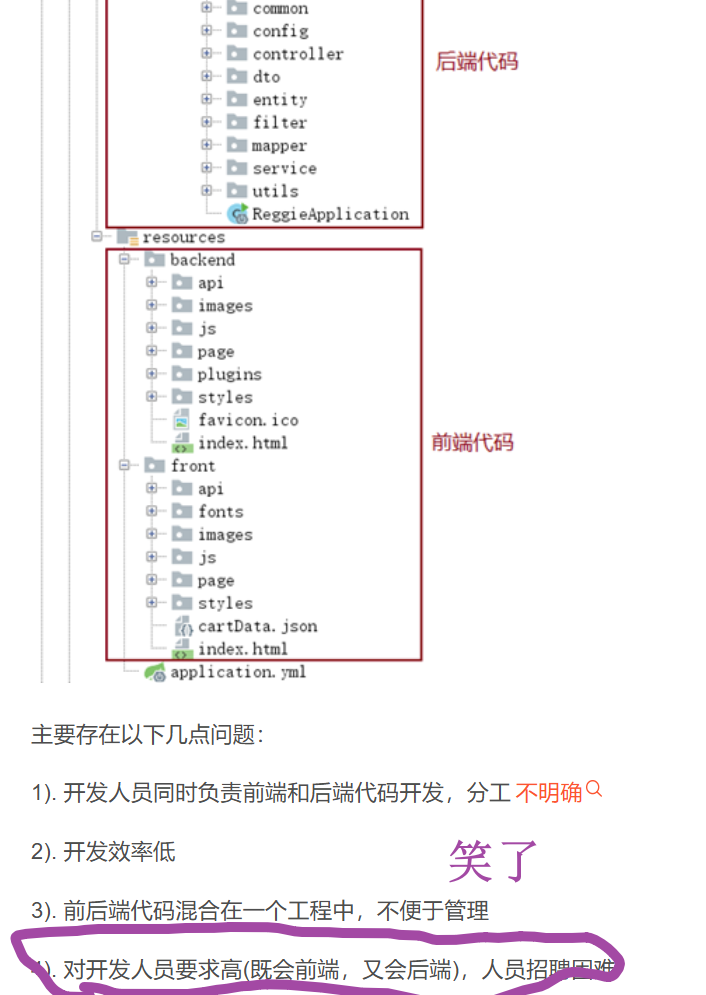 common
config
controller
后端代码
dto
entity
filter
mapper
service
utils
ReggieApplication
resources
backend
api
images
js
page
plugins
styles
favicon.ico
index.html
前端代码
front
api
fonts
images
js
page
styles
cartData.json
index.html
application.yml
主要存在以下几点问题：
1). 开发人员同时负责前端和后端代码开发，分工不明确
2). 开发效率低
笑了
3). 前后端代码混合在一个工程中，不便于管理
4). 对开发人员要求高(既会前端，又会后端)，人员招聘困难